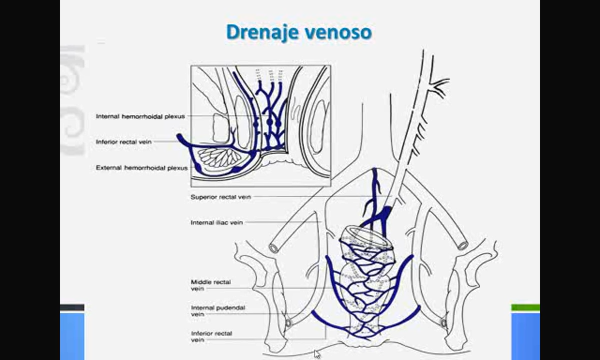 Drenaje venoso
Internal hemorrhoidal plexus
Inferior rectal vein
External hemorrhoidal plexus
Superior rectal vein
Internal iliac vein
Middle rectal
vein
Internal pudendal
vein
Inferior rectal
vein